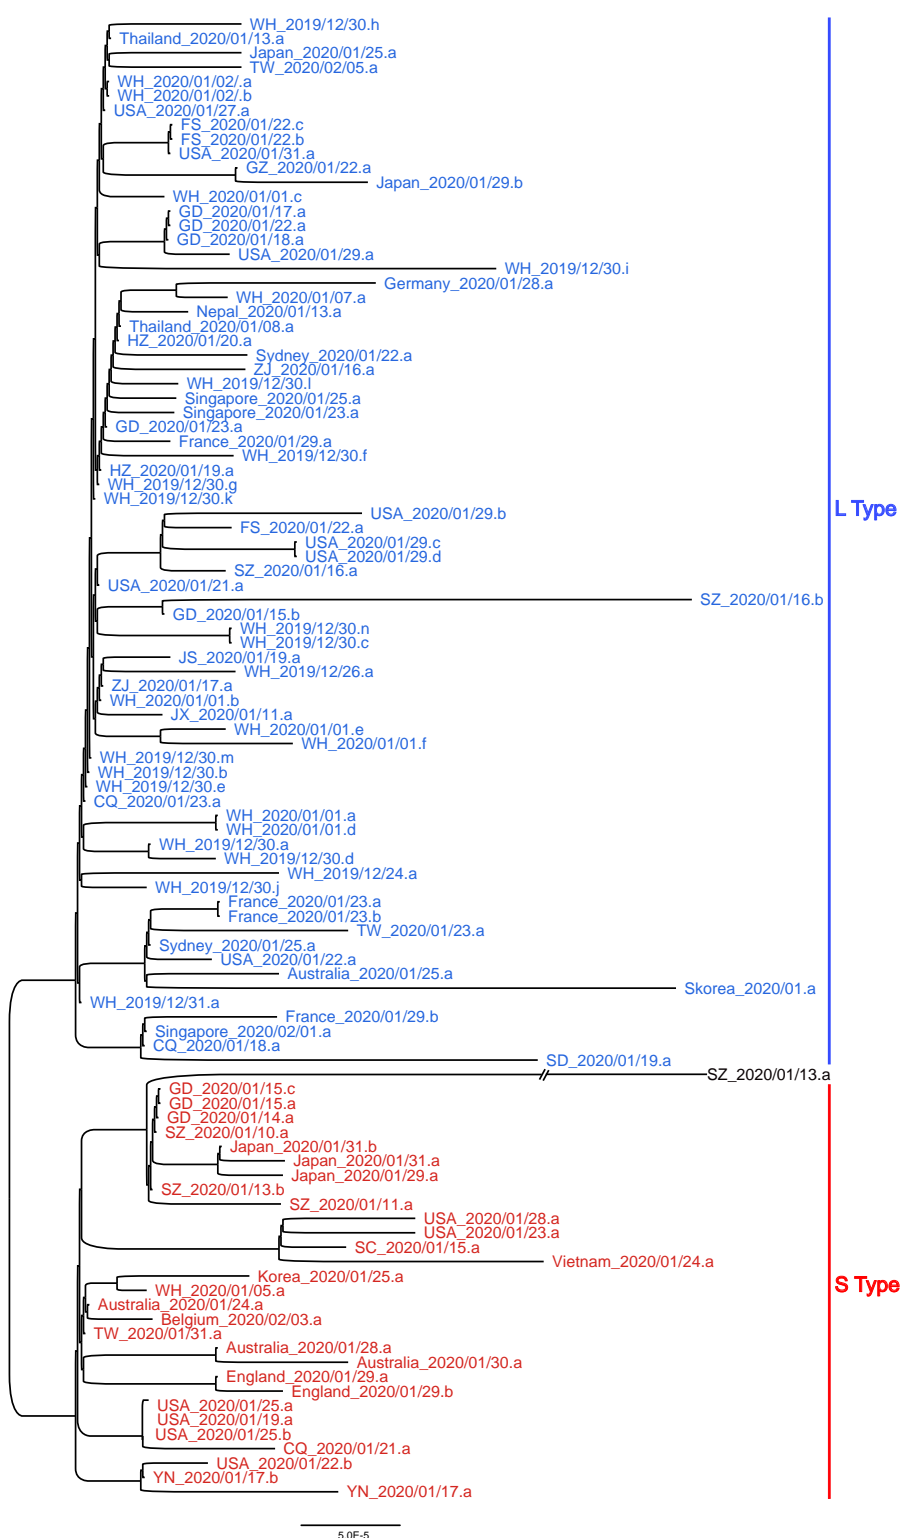 WH_2019/12/30.h
Thailand_2020/01/13.a
Japan_2020/01/25.a
TW_2020/02/05.a
WH_2020/01/02/.a
WH_2020/01/02/.b
USA_2020/01/27.a
FS_2020/01/22.c
FS_2020/01/22.b
USA_2020/01/31.a
GZ_2020/01/22.a
Japan_2020/01/29.b
WH_2020/01/01.c
GD_2020/01/17.a
GD_2020/01/22.a
GD_2020/01/18.a
USA_2020/01/29.a
WH_2019/12/30.i
Germany_2020/01/28.a
WH_2020/01/07.a
Nepal_2020/01/13.a
Thailand_2020/01/08.a
HZ_2020/01/20.a
Sydney_2020/01/22.a
ZJ_2020/01/16.a
WH_2019/12/30.l
Singapore_2020/01/25.a
Singapore_2020/01/23.a
GD_2020/01/23.a
France_2020/01/29.a
WH_2019/12/30.f
HZ_2020/01/19.a
WH_2019/12/30.g
WH_2019/12/30.k
L Type
USA_2020/01/29.b
FS_2020/01/22.a
USA_2020/01/29.c
USA_2020/01/29.d
SZ_2020/01/16.a
USA_2020/01/21.a
SZ_2020/01/16.b
GD_2020/01/15.b
WH_2019/12/30.n
WH_2019/12/30.c
JS_2020/01/19.a
WH_2019/12/26.a
ZJ_2020/01/17.a
WH_2020/01/01.b
JX_2020/01/11.a
WH_2020/01/01.e
WH_2020/01/01.f
WH_2019/12/30.m
WH_2019/12/30.b
WH_2019/12/30.e
CQ_2020/01/23.a
WH_2020/01/01.a
WH_2020/01/01.d
WH_2019/12/30.a
WH_2019/12/30.d
WH_2019/12/24.a
WH_2019/12/30.j
France_2020/01/23.a
France_2020/01/23.b
TW_2020/01/23.a
Sydney_2020/01/25.a
USA_2020/01/22.a
Australia_2020/01/25.a
Skorea_2020/01.a
WH_2019/12/31.a
France_2020/01/29.b
Singapore_2020/02/01.a
CQ_2020/01/18.a
SD_2020/01/19.a
SZ_2020/01/13.a
GD_2020/01/15.c
GD_2020/01/15.a
GD_2020/01/14.a
SZ_2020/01/10.a
Japan_2020/01/31.b
Japan_2020/01/31.a
Japan_2020/01/29.a
SZ_2020/01/13.b
SZ_2020/01/11.a
USA_2020/01/28.a
USA_2020/01/23.a
SC_2020/01/15.a
Vietnam_2020/01/24.a
Korea_2020/01/25.a
S Type
WH_2020/01/05.a
Australia_2020/01/24.a
Belgium_2020/02/03.a
TW_2020/01/31.a
Australia_2020/01/28.a
Australia_2020/01/30.a
England_2020/01/29.a
England_2020/01/29.b
USA_2020/01/25.a
USA_2020/01/19.a
USA_2020/01/25.b
CQ_2020/01/21.a
USA_2020/01/22.b
YN_2020/01/17.b
YN_2020/01/17.a
5.0E-5